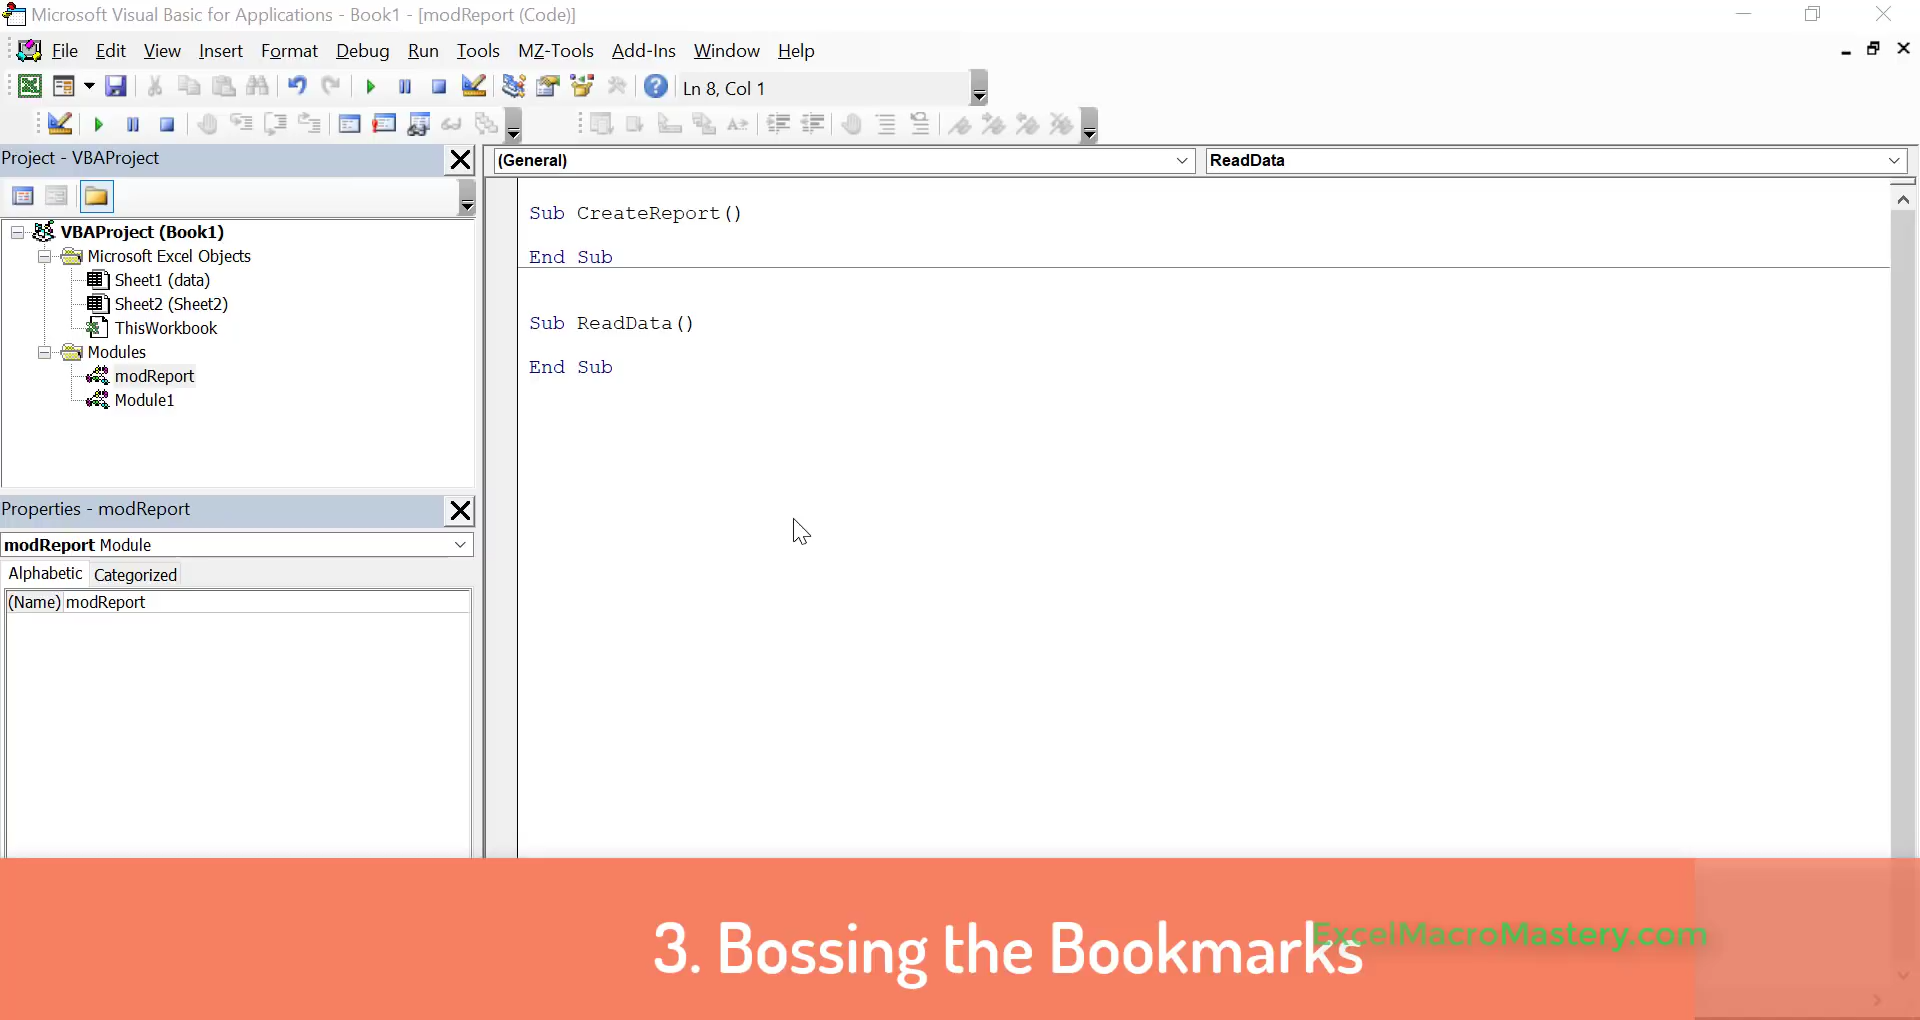 Microsoft Visual Basic for Applications - Book1 - [modReport (Code)]
File Edit View Insert Format Debug Run Tools MZ-Tools Add-Ins Window Help
Ln 8, Col 1
Project - VBAProject
(General)
ReadData
VBAProject (Book1)
Microsoft Excel Objects
Sheet1 (data)
Sheet2 (Sheet2)
ThisWorkbook
Modules
modReport
Module1
Sub CreateReport()
End Sub
Sub ReadData()
End Sub
Properties - modReport
modReport Module
Alphabetic Categorized
(Name) modReport
3. Bossing the Bookmarks
ExcelMacroMastery.com